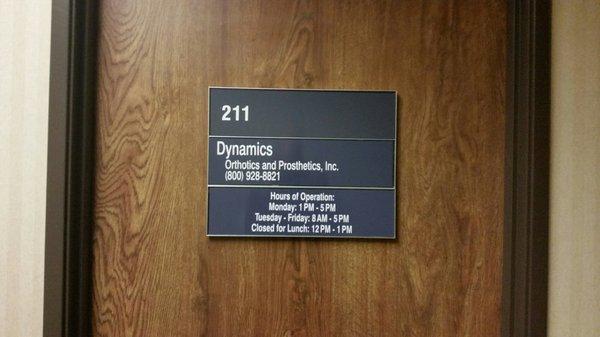 211
Dynamics
Orthotics and Prosthetics, Inc.
(800) 928-8821
Hours of Operation:
Monday: 1 PM - 5 PM
Tuesday - Friday: 8 AM - 5 PM
Closed for Lunch: 12 PM - 1 PM